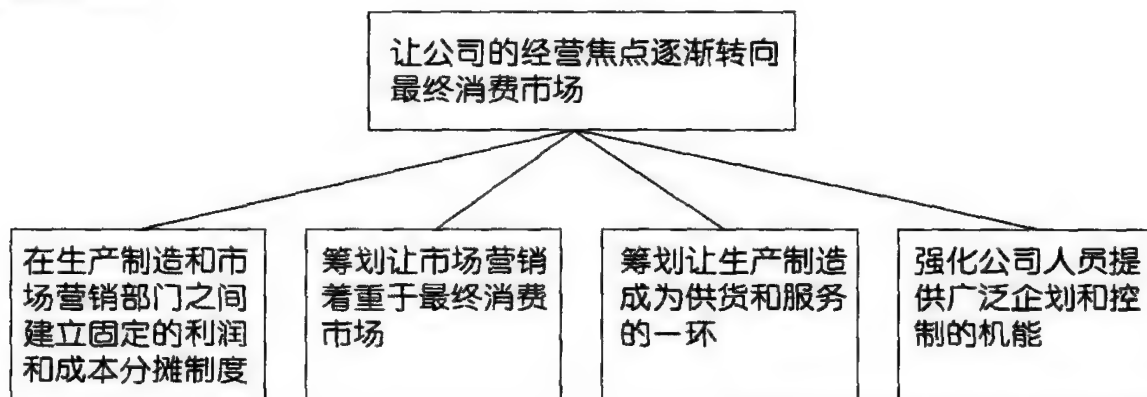 让公司的经营焦点逐渐转向
最终消费市场
在生产制造和市
场营销部门之间
建立固定的利润
和成本分摊制度
筹划让市场营销
着重于最终消费
市场
筹划让生产制造
成为供货和服务
的一环
强化公司人员提
供广泛企划和控
制的机能